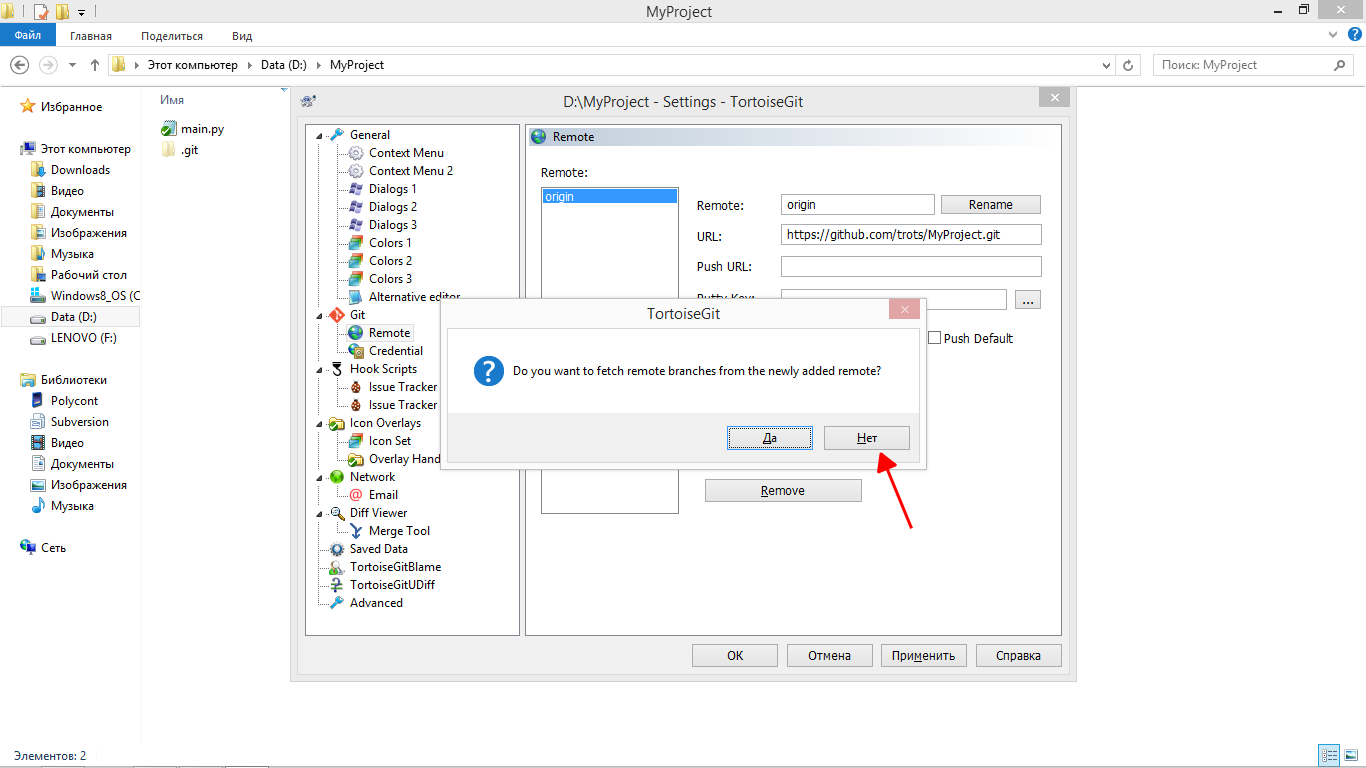 MyProject
Файл
Главная
Поделиться
Вид
Этот компьютер
Data (D:)
MyProject
Поиск: MyProject
Избранное
Этот компьютер
Downloads
Видео
Документы
Изображения
Музыка
Рабочий стол
Windows8_OS (C
Data (D:)
LENOVO (F:)
Библиотеки
Polycont
Subversion
Видео
Документы
Изображения
Музыка
Сеть
Имя
main.py
.git
D:\MyProject - Settings - TortoiseGit
General
Context Menu
Context Menu 2
Dialogs 1
Dialogs 2
Dialogs 3
Colors 1
Colors 2
Colors 3
Alternative editor
Git
Remote
Credential
Hook Scripts
Issue Tracker
Issue Tracker
Icon Overlays
Icon Set
Overlay Hand
Network
Email
Diff Viewer
Merge Tool
Saved Data
TortoiseGitBlame
TortoiseGitUDiff
Advanced
Remote
Remote:
origin
Remote:
origin
Rename
URL:
https://github.com/trots/MyProject.git
Push URL:
Putty Key:
...
Push Default
TortoiseGit
Do you want to fetch remote branches from the newly added remote?
Да
Нет
Remove
OK
Отмена
Применить
Справка
Элементов: 2